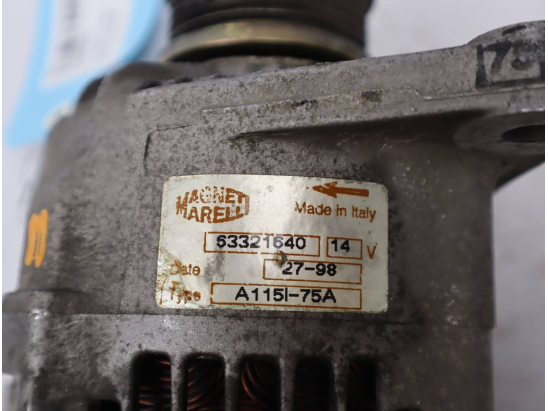 MAGNETI
MARELLI
Made in Italy
63321640 14 V
Date 27-98
Type A115I-75A